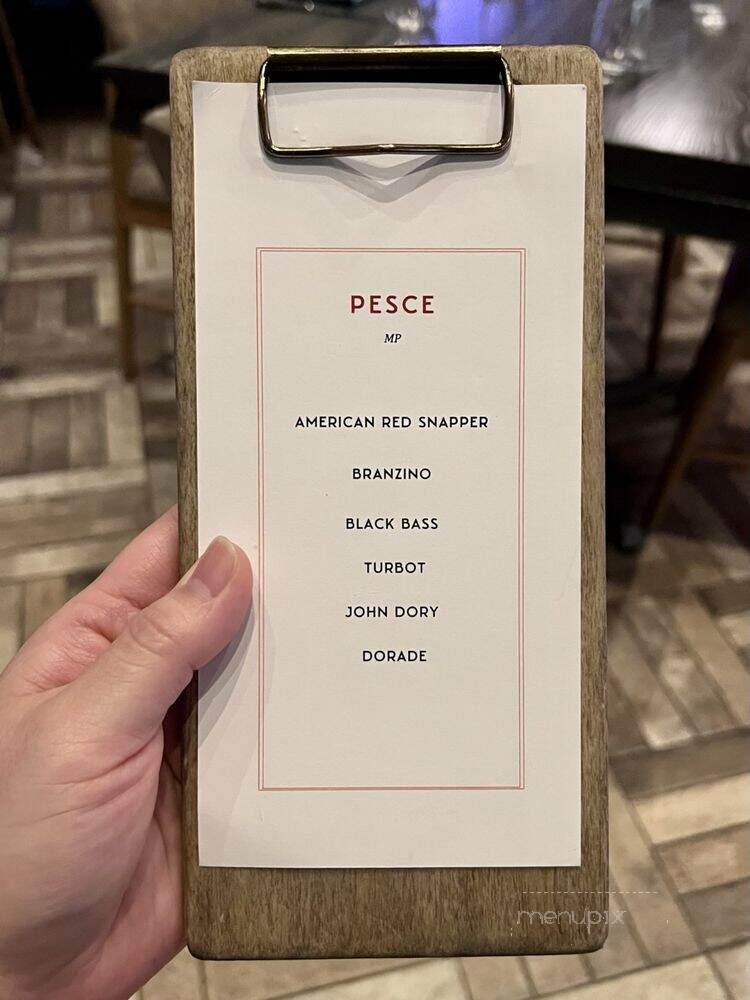 PESCE
MP
AMERICAN RED SNAPPER
BRANZINO
BLACK BASS
TURBOT
JOHN DORY
DORADE
menupix